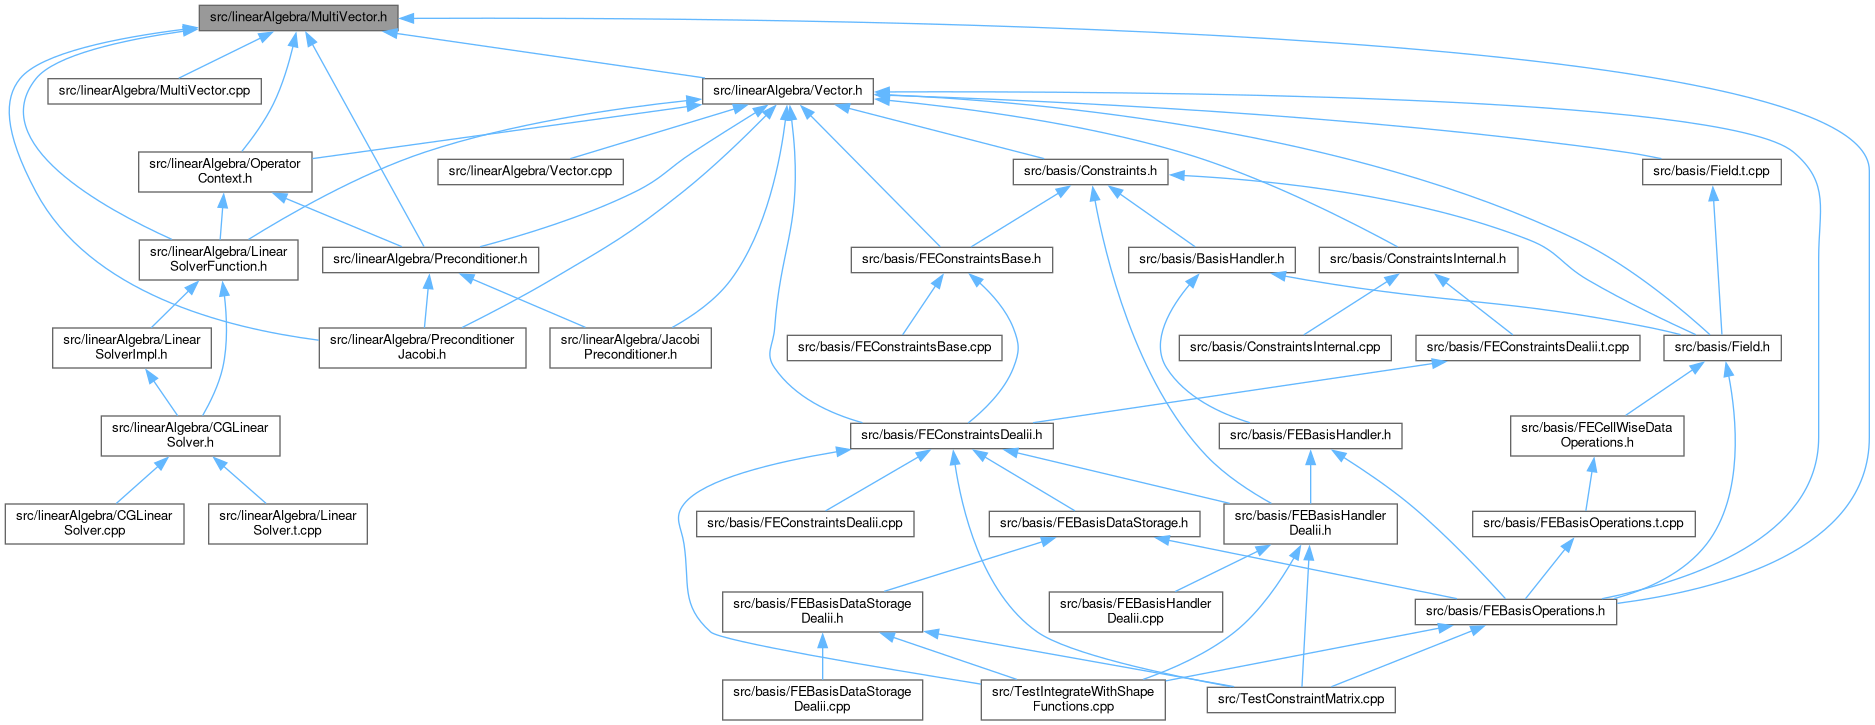 src/linearAlgebra/MultiVector.h
src/linearAlgebra/MultiVector.cpp
src/linearAlgebra/Vector.h
src/linearAlgebra/Operator
Context.h
src/linearAlgebra/Vector.cpp
src/basis/Constraints.h
src/basis/Field.t.cpp
src/linearAlgebra/Linear
SolverFunction.h
src/linearAlgebra/Preconditioner.h
src/basis/FEConstraintsBase.h
src/basis/BasisHandler.h
src/basis/ConstraintsInternal.h
src/linearAlgebra/Linear
SolverImpl.h
src/linearAlgebra/Preconditioner
Jacobi.h
src/linearAlgebra/Jacobi
Preconditioner.h
src/basis/FEConstraintsBase.cpp
src/basis/ConstraintsInternal.cpp
src/basis/FEConstraintsDealii.t.cpp
src/basis/Field.h
src/linearAlgebra/CGLinear
Solver.h
src/basis/FEConstraintsDealii.h
src/basis/FEBasisHandler.h
src/basis/FECellWiseData
Operations.h
src/linearAlgebra/CGLinear
Solver.cpp
src/linearAlgebra/Linear
Solver.t.cpp
src/basis/FEConstraintsDealii.cpp
src/basis/FEBasisDataStorage.h
src/basis/FEBasisHandler
Dealii.h
src/basis/FEBasisOperations.t.cpp
src/basis/FEBasisDataStorage
Dealii.h
src/basis/FEBasisHandler
Dealii.cpp
src/basis/FEBasisOperations.h
src/basis/FEBasisDataStorage
Dealii.cpp
src/TestIntegrateWithShape
Functions.cpp
src/TestConstraintMatrix.cpp